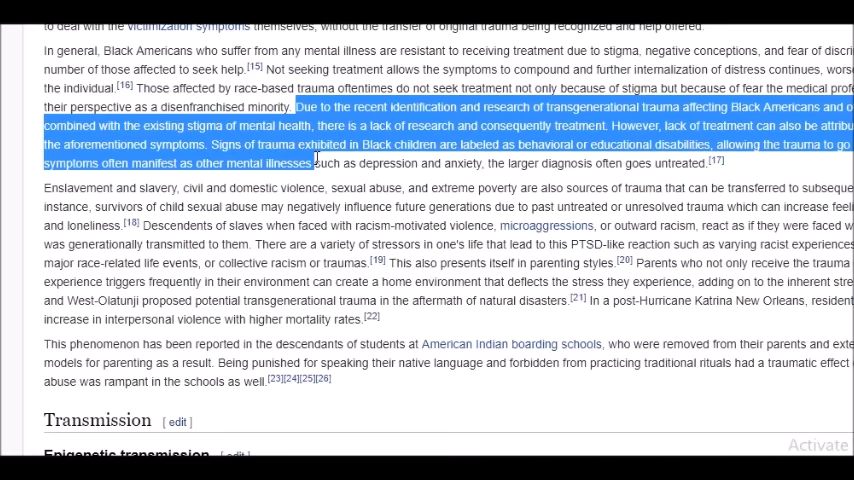 to deal with the victimization symptoms themselves, without the transfer of original trauma being recognized and help offered.
In general, Black Americans who suffer from any mental illness are resistant to receiving treatment due to stigma, negative conceptions, and fear of discri
number of those affected to seek help.[15] Not seeking treatment allows the symptoms to compound and further internalization of distress continues, wors
the individual.[16] Those affected by race-based trauma oftentimes do not seek treatment not only because of stigma but because of fear the medical profe
their perspective as a disenfranchised minority. Due to the recent identification and research of transgenerational trauma affecting Black Americans and o
combined with the existing stigma of mental health, there is a lack of research and consequently treatment. However, lack of treatment can also be attribu
the aforementioned symptoms. Signs of trauma exhibited in Black children are labeled as behavioral or educational disabilities, allowing the trauma to go
symptoms often manifest as other mental illnesses such as depression and anxiety, the larger diagnosis often goes untreated.[17]
Enslavement and slavery, civil and domestic violence, sexual abuse, and extreme poverty are also sources of trauma that can be transferred to subseque
instance, survivors of child sexual abuse may negatively influence future generations due to past untreated or unresolved trauma which can increase feeli
and loneliness.[18] Descendents of slaves when faced with racism-motivated violence, microaggressions, or outward racism, react as if they were faced w
was generationally transmitted to them. There are a variety of stressors in one's life that lead to this PTSD-like reaction such as varying racist experiences
major race-related life events, or collective racism or traumas.[19] This also presents itself in parenting styles.[20] Parents who not only receive the trauma
experience triggers frequently in their environment can create a home environment that deflects the stress they experience, adding on to the inherent stre
and West-Olatunji proposed potential transgenerational trauma in the aftermath of natural disasters.[21] In a post-Hurricane Katrina New Orleans, resident
increase in interpersonal violence with higher mortality rates.[22]
This phenomenon has been reported in the descendants of students at American Indian boarding schools, who were removed from their parents and exte
models for parenting as a result. Being punished for speaking their native language and forbidden from practicing traditional rituals had a traumatic effect
abuse was rampant in the schools as well.[23][24][25][26]
Transmission [ edit ]
Epigenetic transmission [ edit ]
Activate